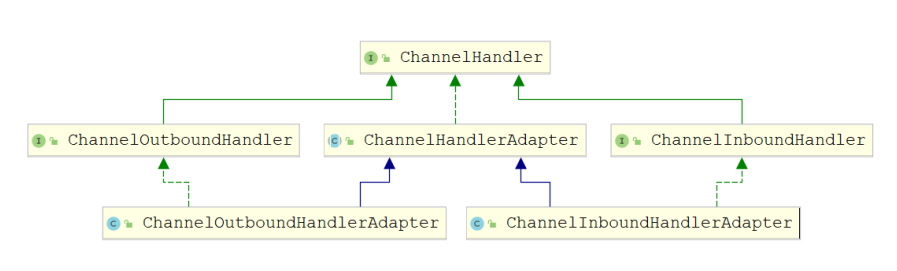 I ChannelHandler
I ChannelOutboundHandler
C ChannelHandlerAdapter
I ChannelInboundHandler
C ChannelOutboundHandlerAdapter
C ChannelInboundHandlerAdapter